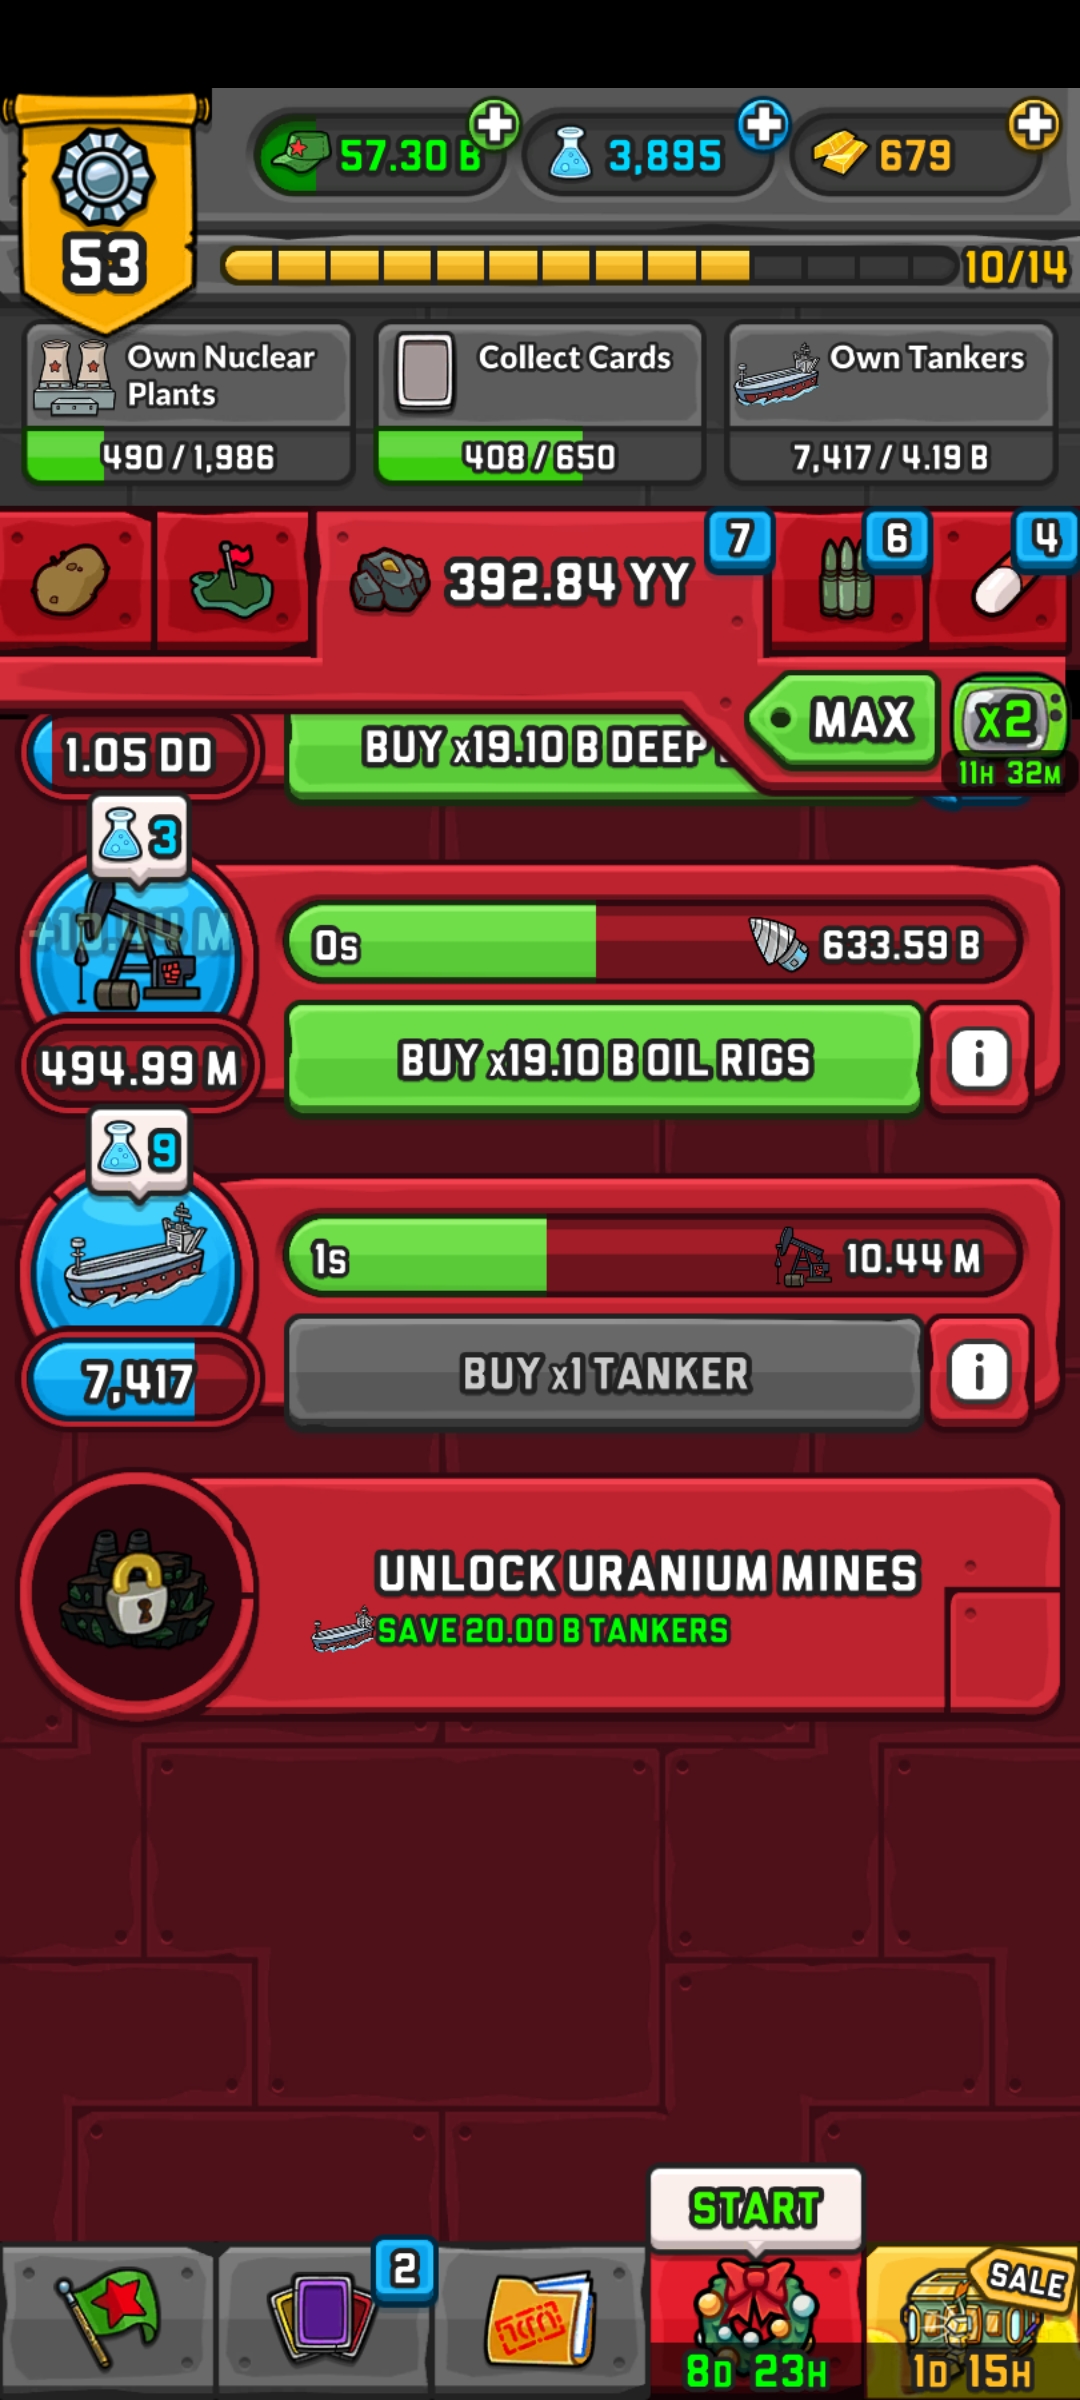 57.30 B
3,895
679
53
10/14
Own Nuclear
Plants
Collect Cards
Own Tankers
490 / 1,986
408 / 650
7,417 / 4.19 B
392.84 YY
7
6
4
MAX
x2
11H 32M
1.05 DD
BUY x19.10 B DEEP
3
+10.44 M
0s
633.59 B
494.99 M
BUY x19.10 B OIL RIGS
i
9
1s
10.44 M
7,417
BUY x1 TANKER
i
UNLOCK URANIUM MINES
SAVE 20.00 B TANKERS
START
2
SALE
8D 23H
1D 15H